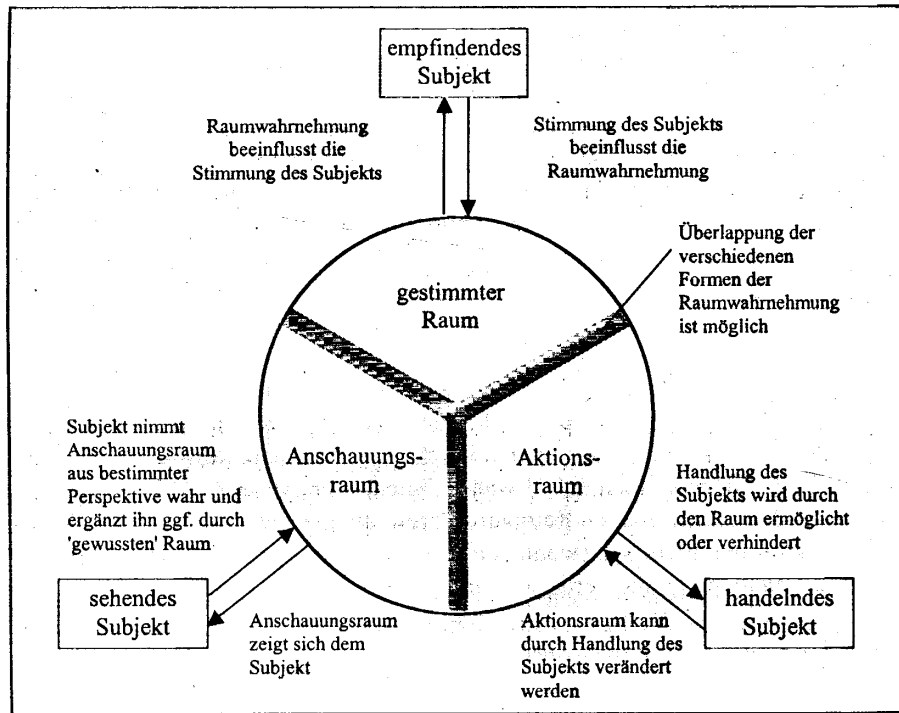 empfindendes
Subjekt
Raumwahrnehmung
beeinflusst die
Stimmung des Subjekts
Stimmung des Subjekts
beeinflusst die
Raumwahrnehmung
Überlappung der
verschiedenen
Formen der
Raumwahrnehmung
ist möglich
gestimmter
Raum
Subjekt nimmt
Anschauungsraum
aus bestimmter
Perspektive wahr und
ergänzt ihn ggf. durch
'gewussten' Raum
Anschauungs-
raum
Aktions-
raum
Handlung des
Subjekts wird durch
den Raum ermöglicht
oder verhindert
sehendes
Subjekt
Anschauungsraum
zeigt sich dem
Subjekt
Aktionsraum kann
durch Handlung des
Subjekts verändert
werden
handelndes
Subjekt